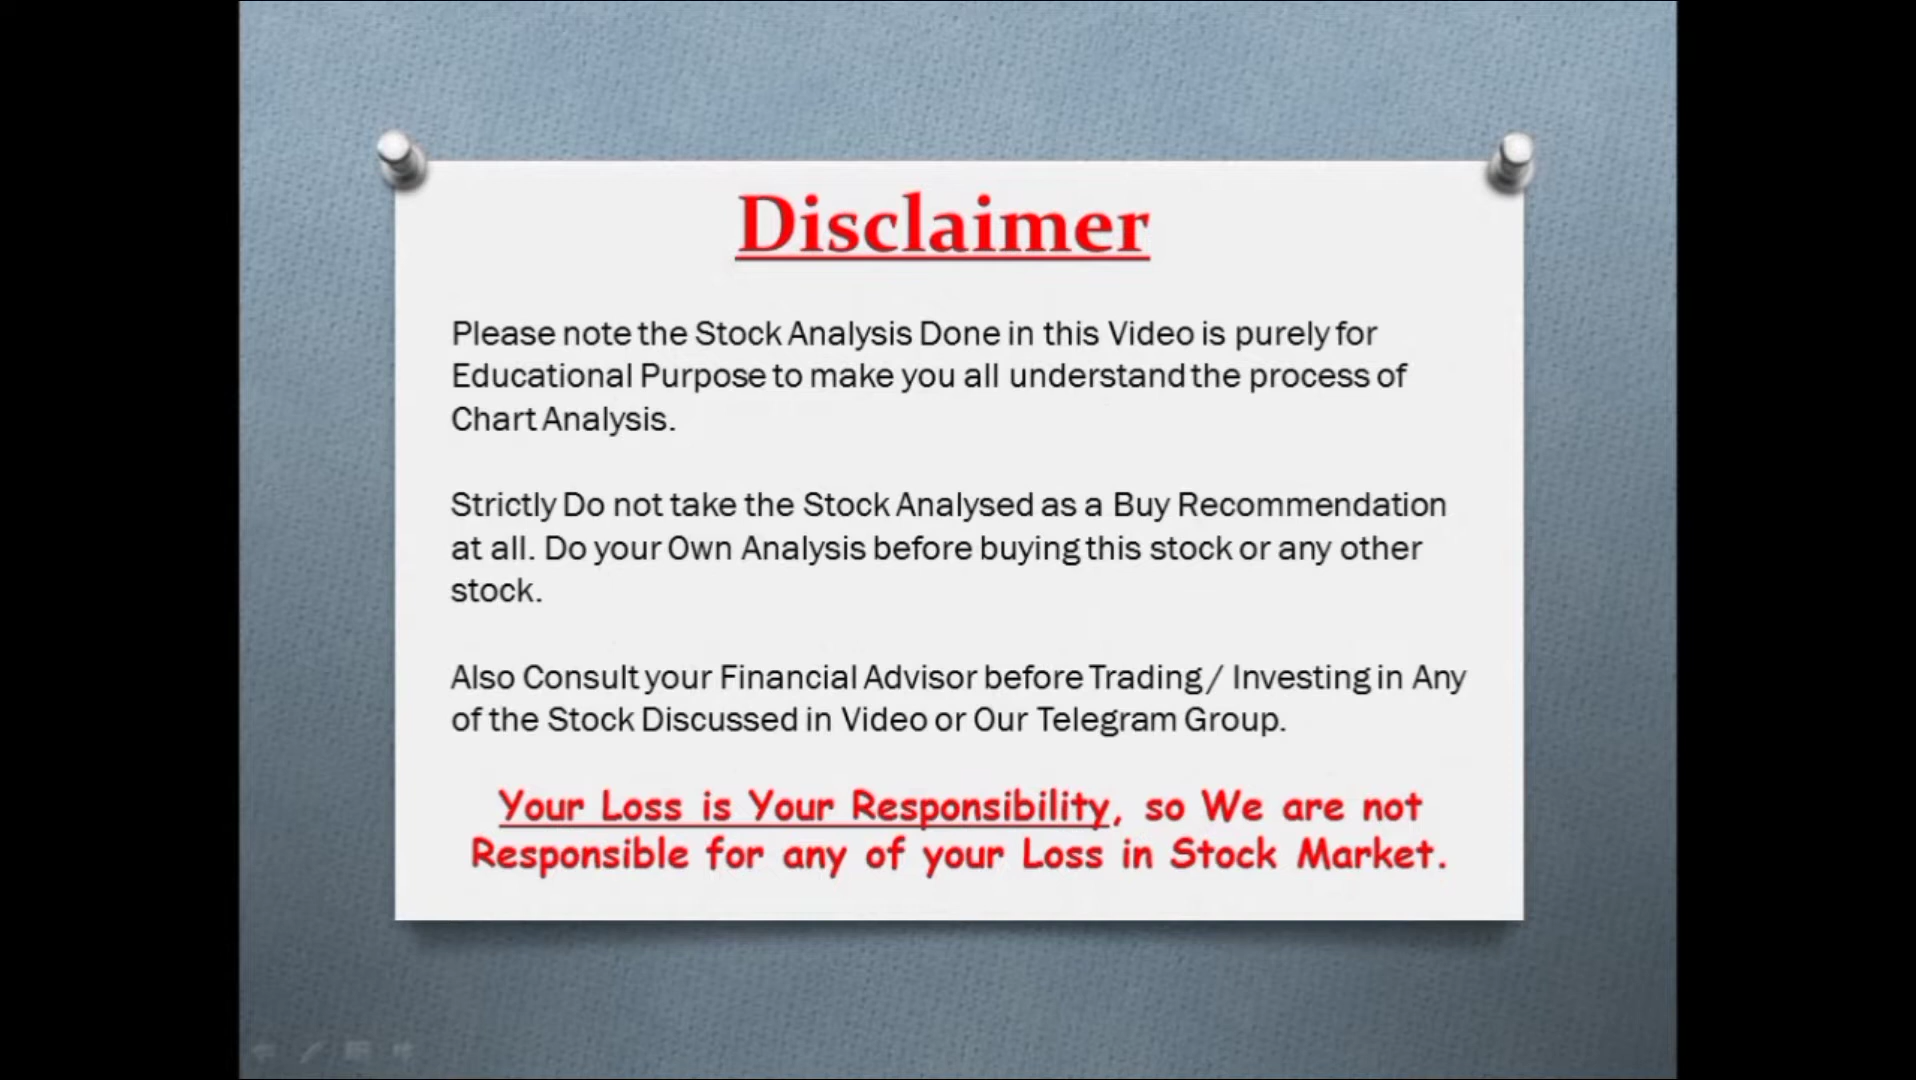 Disclaimer
Please note the Stock Analysis Done in this Video is purely for
Educational Purpose to make you all understand the process of
Chart Analysis.
Strictly Do not take the Stock Analysed as a Buy Recommendation
at all. Do your Own Analysis before buying this stock or any other
stock.
Also Consult your Financial Advisor before Trading / Investing in Any
of the Stock Discussed in Video or Our Telegram Group.
Your Loss is Your Responsibility, so We are not
Responsible for any of your Loss in Stock Market.